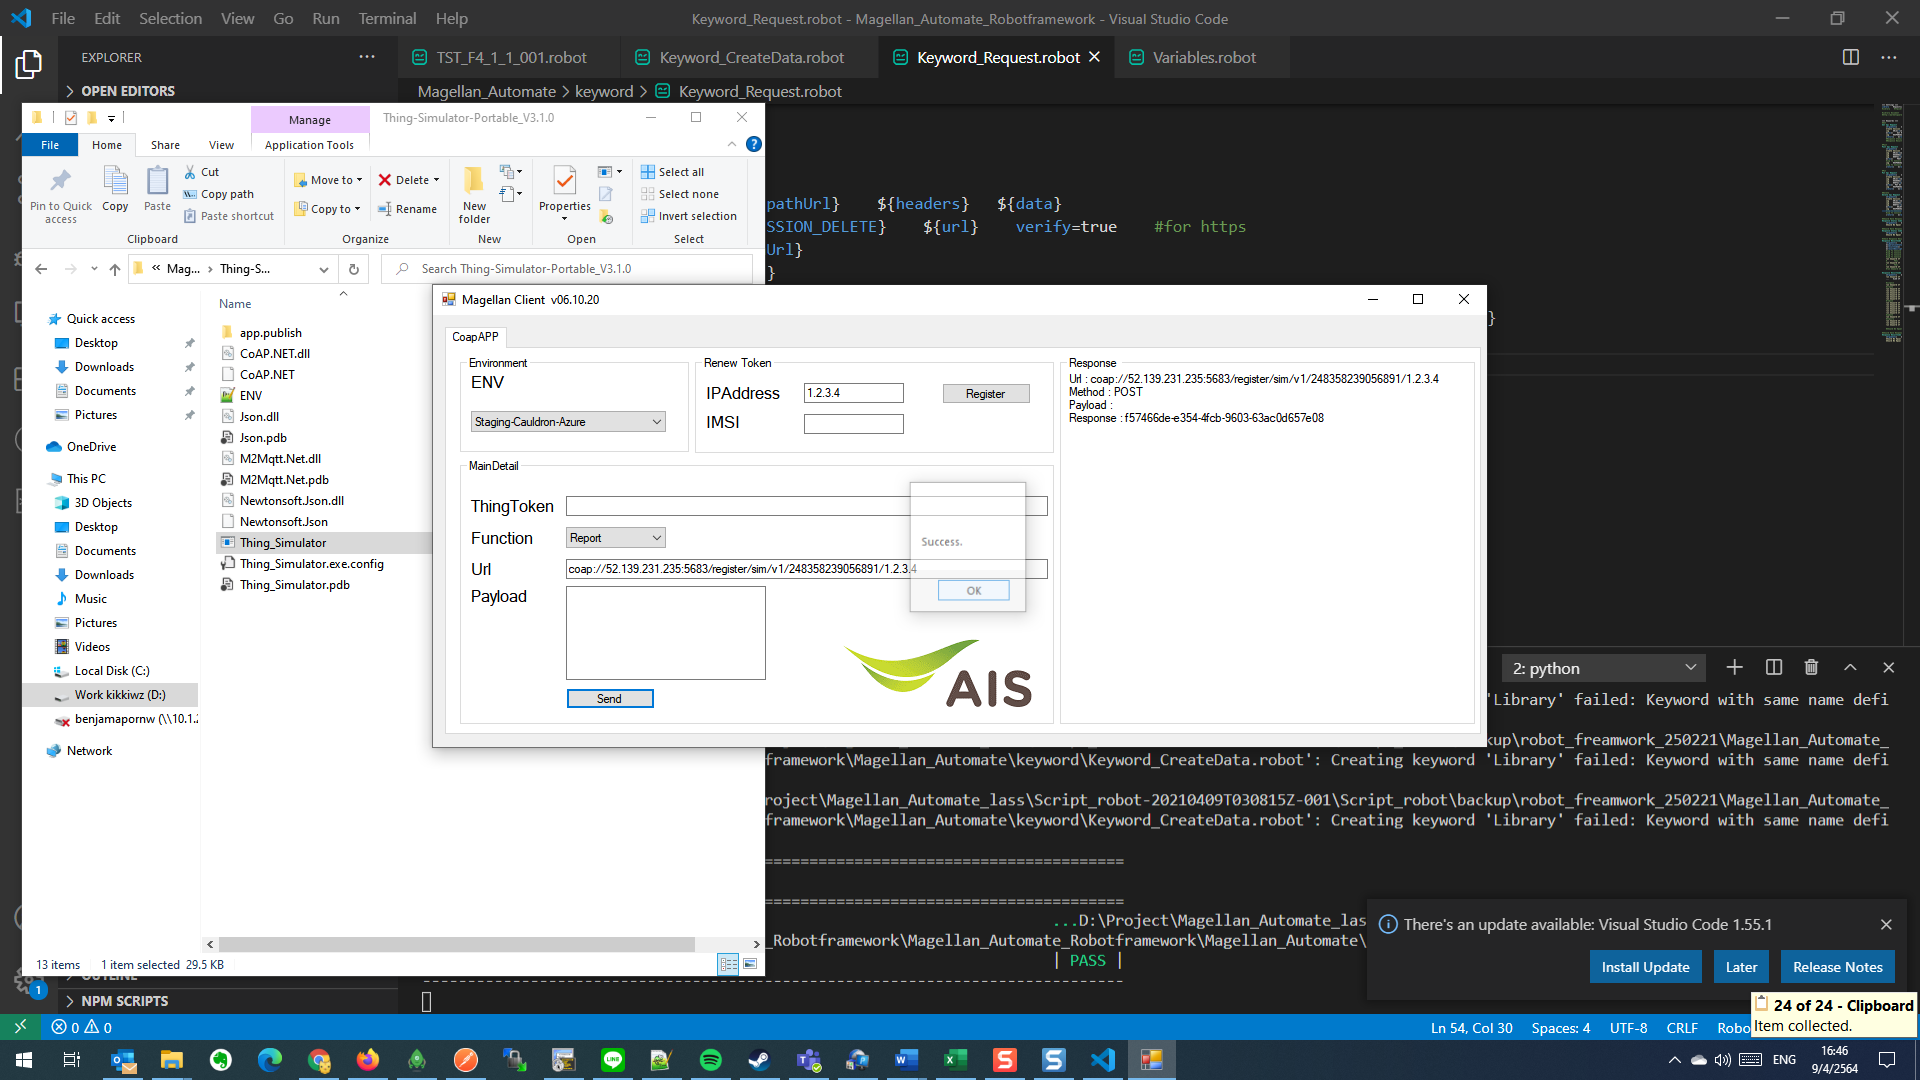 File Edit Selection View Go Run Terminal Help
Keyword_Request.robot - Magellan_Automate_Robotframework - Visual Studio Code
EXPLORER
TST_F4_1_1_001.robot Keyword_CreateData.robot Keyword_Request.robot Variables.robot
OPEN EDITORS
Magellan_Automate > keyword > Keyword_Request.robot
Manage
Thing-Simulator-Portable_V3.1.0
File Home Share View Application Tools
Pin to Quick access
Copy
Paste
Cut
Copy path
Paste shortcut
Clipboard
Move to
Copy to
Delete
Rename
Organize
New folder
New
Properties
Open
Select all
Select none
Invert selection
Select
« Mag... > Thing-S...
Search Thing-Simulator-Portable_V3.1.0
Quick access
Desktop
Downloads
Documents
Pictures
OneDrive
This PC
3D Objects
Desktop
Documents
Downloads
Music
Pictures
Videos
Local Disk (C:)
Work kikkiwz (D:)
benjamapornw (\\10.1.2
Network
Name
app.publish
CoAP.NET.dll
CoAP.NET
ENV
Json.dll
Json.pdb
M2Mqtt.Net.dll
M2Mqtt.Net.pdb
Newtonsoft.Json.dll
Newtonsoft.Json
Thing_Simulator
Thing_Simulator.exe.config
Thing_Simulator.pdb
13 items 1 item selected 29.5 KB
pathUrl} ${headers} ${data}
SSION_DELETE} ${url} verify=true #for https
Url}
}
}
Magellan Client v06.10.20
CoapAPP
Environment
ENV
Staging-Cauldron-Azure
Renew Token
IPAddress 1.2.3.4 Register
IMSI
MainDetail
ThingToken
Function Report
Url coap://52.139.231.235:5683/register/sim/v1/248358239056891/1.2.3.4
Payload
Send
Success.
OK
AIS
Response
Url : coap://52.139.231.235:5683/register/sim/v1/248358239056891/1.2.3.4
Method : POST
Payload :
Response : f57466de-e354-4fcb-9603-63ac0d657e08
2: python
'Library' failed: Keyword with same name defi
kup\robot_freamwork_250221\Magellan_Automate_
framework\Magellan_Automate\keyword\Keyword_CreateData.robot': Creating keyword 'Library' failed: Keyword with same name defi
roject\Magellan_Automate_lass\Script_robot-20210409T030815Z-001\Script_robot\backup\robot_freamwork_250221\Magellan_Automate_
framework\Magellan_Automate\keyword\Keyword_CreateData.robot': Creating keyword 'Library' failed: Keyword with same name defi
========================================
========================================
...D:\Project\Magellan_Automate_las
_Robotframework\Magellan_Automate_Robotframework\Magellan_Automate\
| PASS |
------------------------------------------------------------------------------
There's an update available: Visual Studio Code 1.55.1
Install Update Later Release Notes
OUTLINE
NPM SCRIPTS
1
24 of 24 - Clipboard
Item collected.
0 0
Ln 54, Col 30 Spaces: 4 UTF-8 CRLF Robo
ENG
16:46
9/4/2564